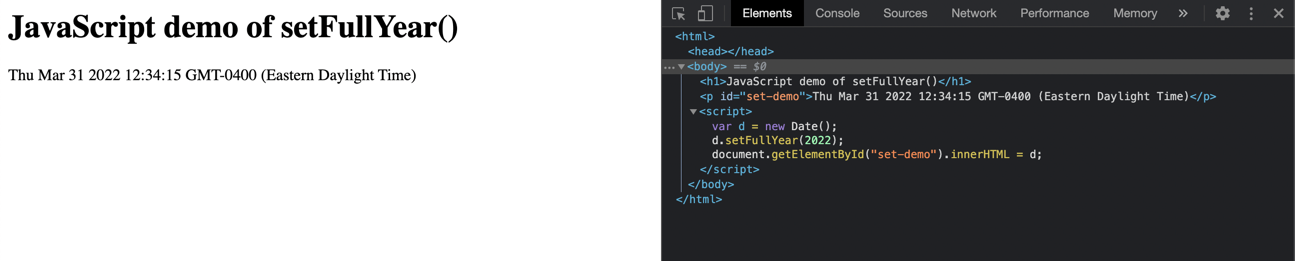 JavaScript demo of setFullYear()
Thu Mar 31 2022 12:34:15 GMT-0400 (Eastern Daylight Time)
Elements Console Sources Network Performance Memory »
<html>
<head></head>
<body> == $0
<h1>JavaScript demo of setFullYear()</h1>
<p id="set-demo">Thu Mar 31 2022 12:34:15 GMT-0400 (Eastern Daylight Time)</p>
<script>
var d = new Date();
d.setFullYear(2022);
document.getElementById("set-demo").innerHTML = d;
</script>
</body>
</html>